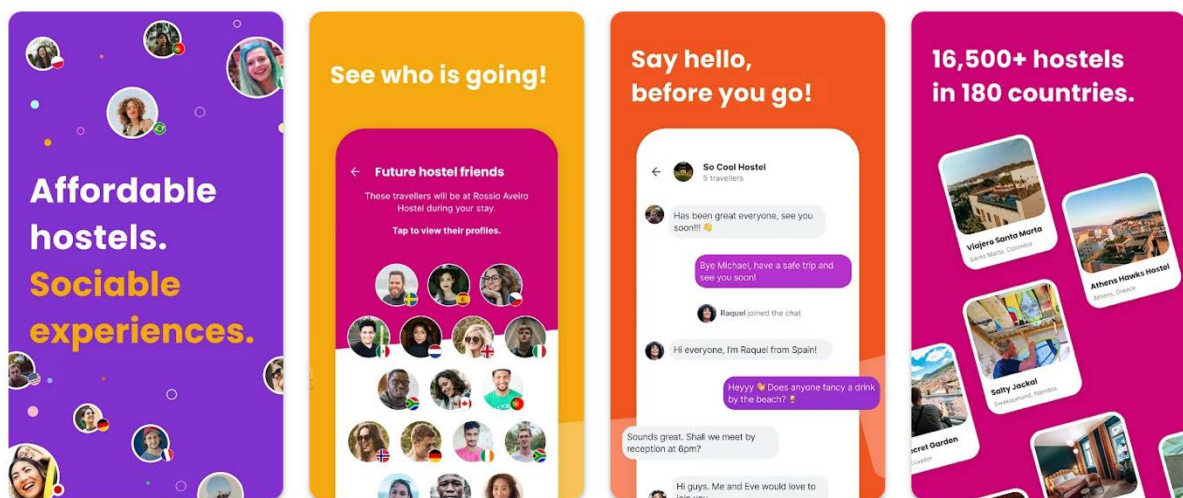 Affordable
hostels.
Sociable
experiences.
See who is going!
← Future hostel friends
These travellers will be at Rossio Aveiro
Hostel during your stay.
Tap to view their profiles.
Say hello,
before you go!
← So Cool Hostel
5 travellers
Has been great everyone, see you
soon!!! 👋
Bye Michael, have a safe trip and
see you soon!
Raquel joined the chat
Hi everyone, I'm Raquel from Spain!
Heyyy 👋 Does anyone fancy a drink
by the beach? 🍹
Sounds great. Shall we meet by
reception at 6pm?
Hi guys. Me and Eve would love to
join you
16,500+ hostels
in 180 countries.
Viajero Santa Marta
Santa Marta, Colombia
Athens Hawks Hostel
Athens, Greece
Salty Jackal
Swakopmund, Namibia
Garden